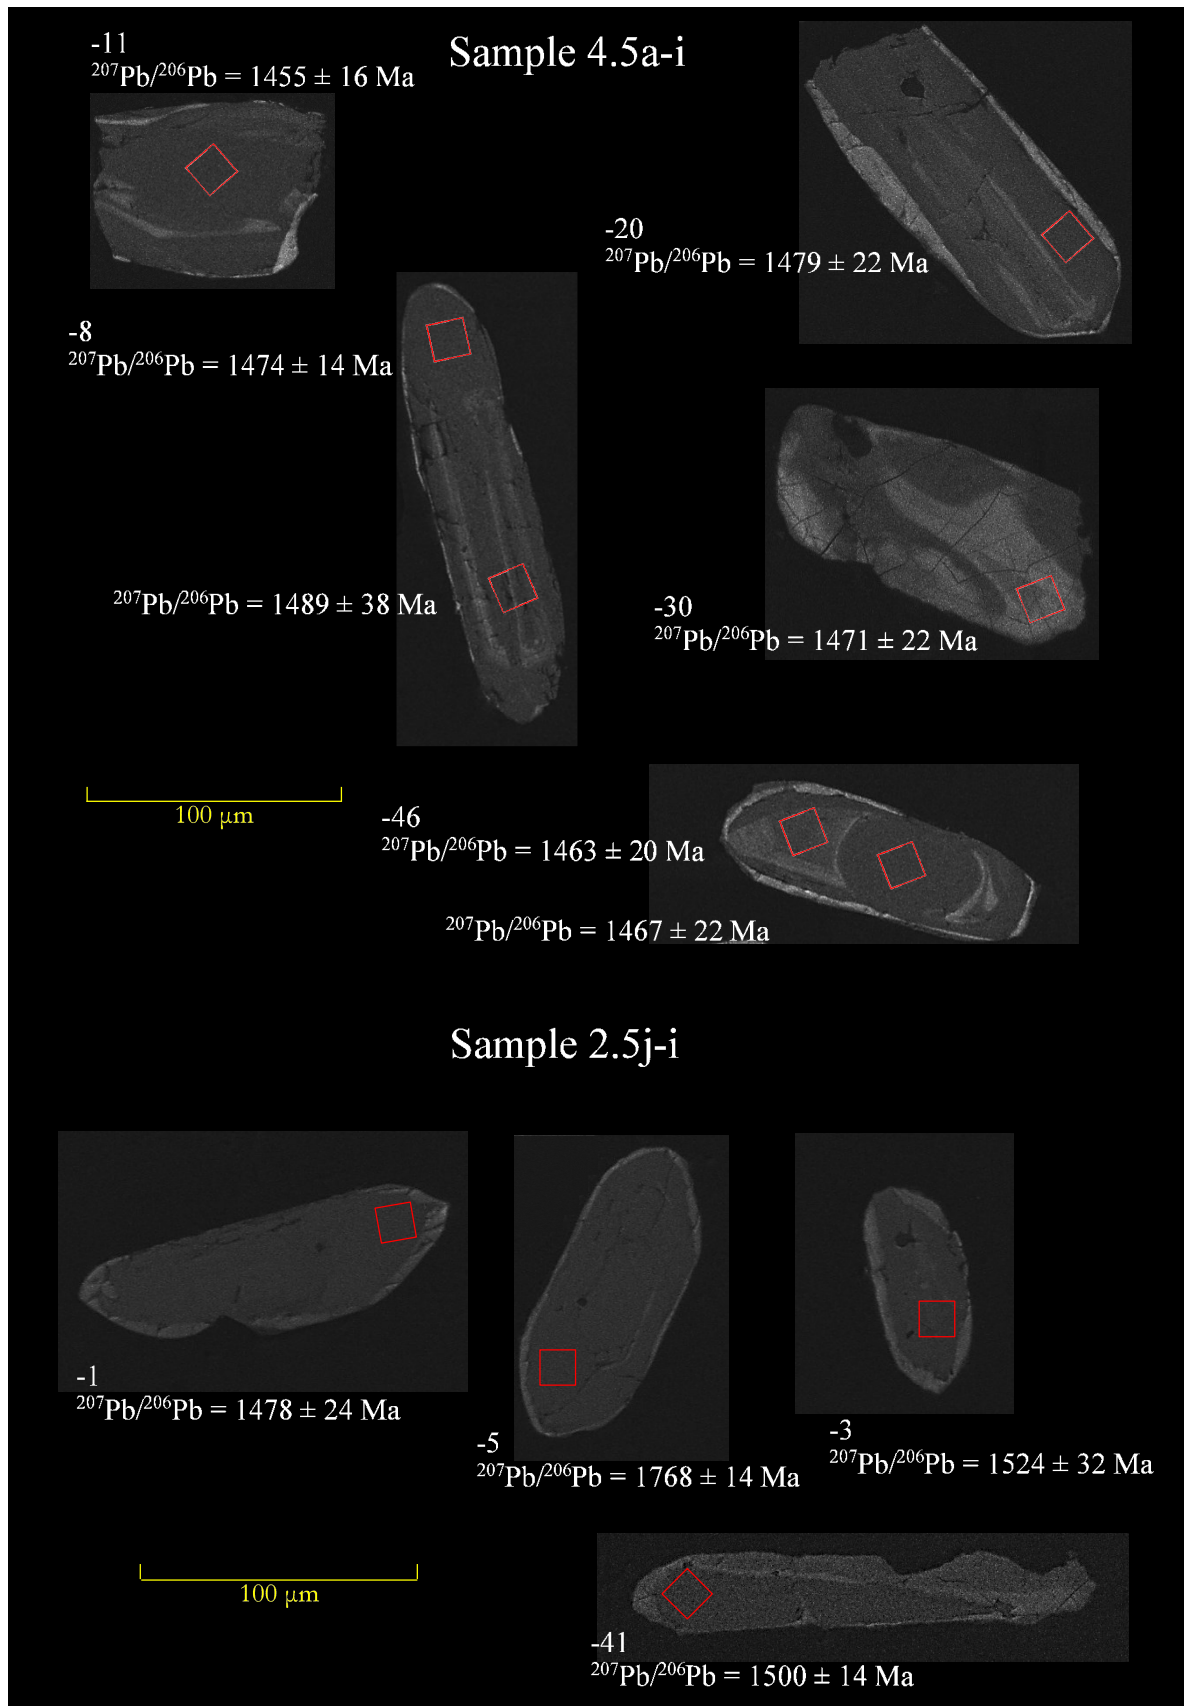 Sample 4.5a-i
-11
²⁰⁷Pb/²⁰⁶Pb = 1455 ± 16 Ma
-20
²⁰⁷Pb/²⁰⁶Pb = 1479 ± 22 Ma
-8
²⁰⁷Pb/²⁰⁶Pb = 1474 ± 14 Ma
²⁰⁷Pb/²⁰⁶Pb = 1489 ± 38 Ma
-30
²⁰⁷Pb/²⁰⁶Pb = 1471 ± 22 Ma
100 µm
-46
²⁰⁷Pb/²⁰⁶Pb = 1463 ± 20 Ma
²⁰⁷Pb/²⁰⁶Pb = 1467 ± 22 Ma
Sample 2.5j-i
-1
²⁰⁷Pb/²⁰⁶Pb = 1478 ± 24 Ma
-5
²⁰⁷Pb/²⁰⁶Pb = 1768 ± 14 Ma
-3
²⁰⁷Pb/²⁰⁶Pb = 1524 ± 32 Ma
100 µm
-41
²⁰⁷Pb/²⁰⁶Pb = 1500 ± 14 Ma